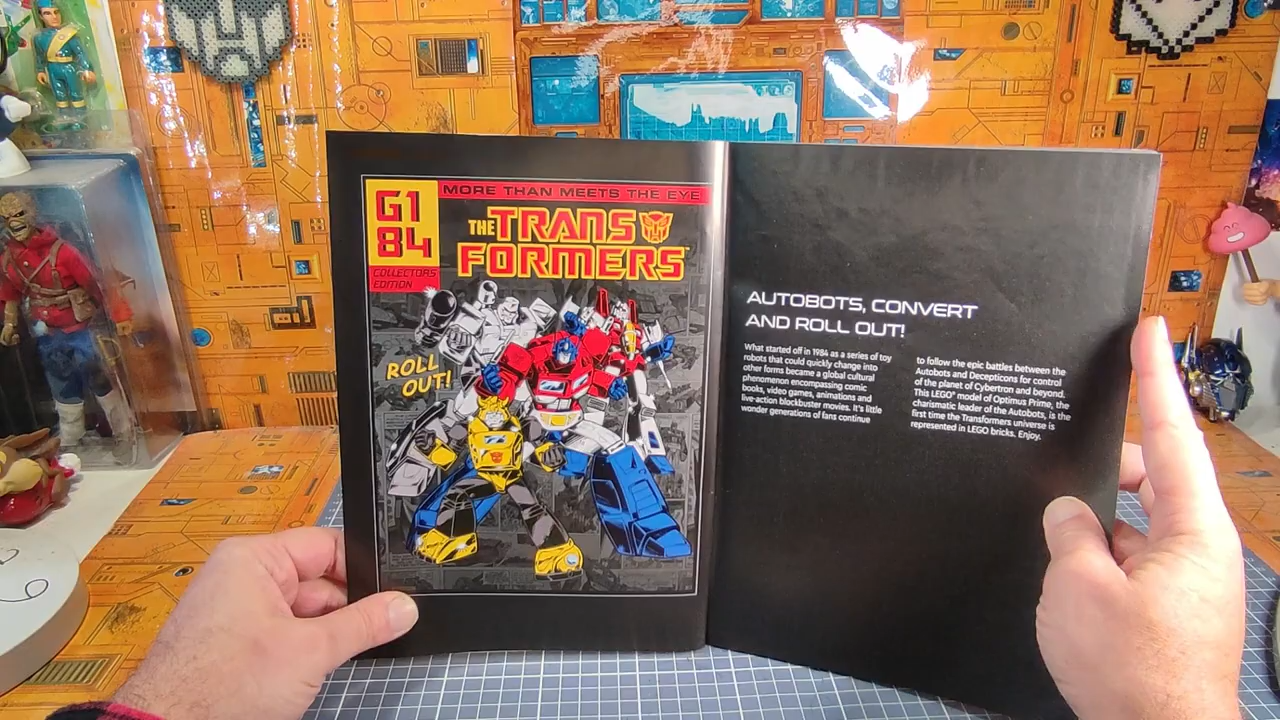 G1
84
COLLECTORS
EDITION
MORE THAN MEETS THE EYE
THE TRANS
FORMERS
ROLL
OUT!
AUTOBOTS, CONVERT
AND ROLL OUT!
What started off in 1984 as a series of toy
robots that could quickly change into
other forms became a global cultural
phenomenon encompassing comic
books, video games, animations and
live-action blockbuster movies. It's little
wonder generations of fans continue
to follow the epic battles between the
Autobots and Decepticons for control
of the planet of Cybertron and beyond.
This LEGO® model of Optimus Prime, the
charismatic leader of the Autobots, is the
first time the Transformers universe is
represented in LEGO bricks. Enjoy.